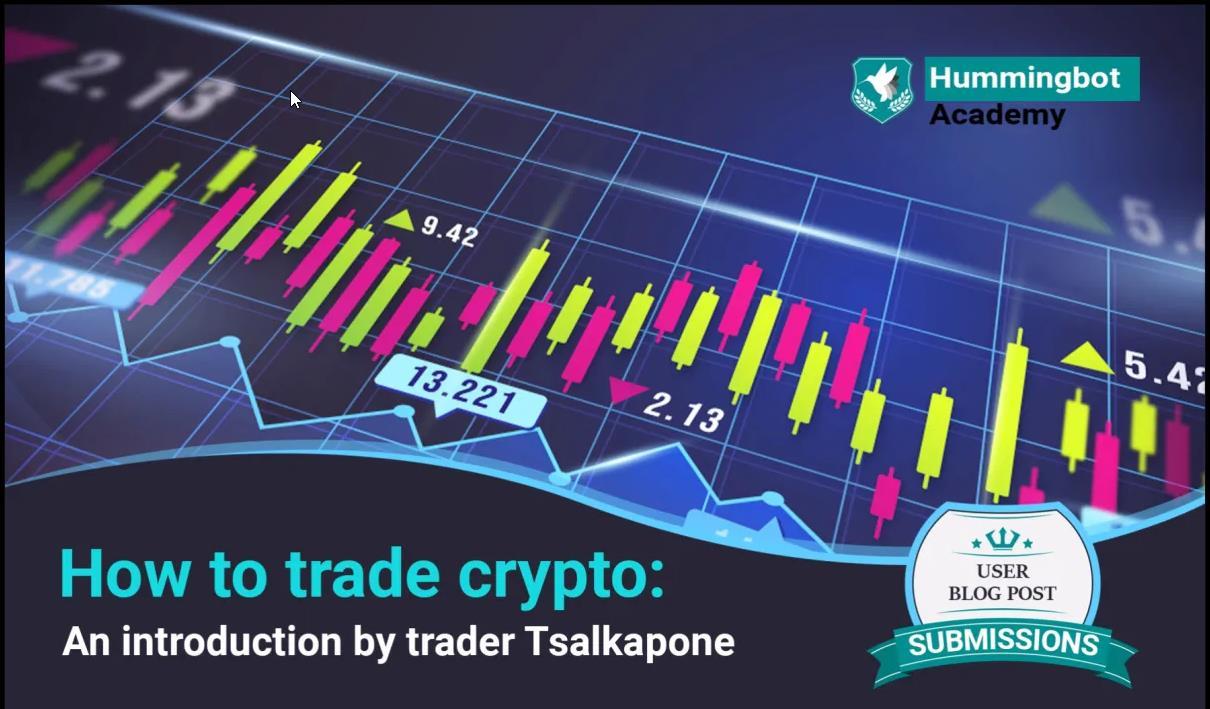 2.13
Hummingbot
Academy
9.42
11.785
13.221
2.13
5.42
How to trade crypto:
An introduction by trader Tsalkapone
USER
BLOG POST
SUBMISSIONS